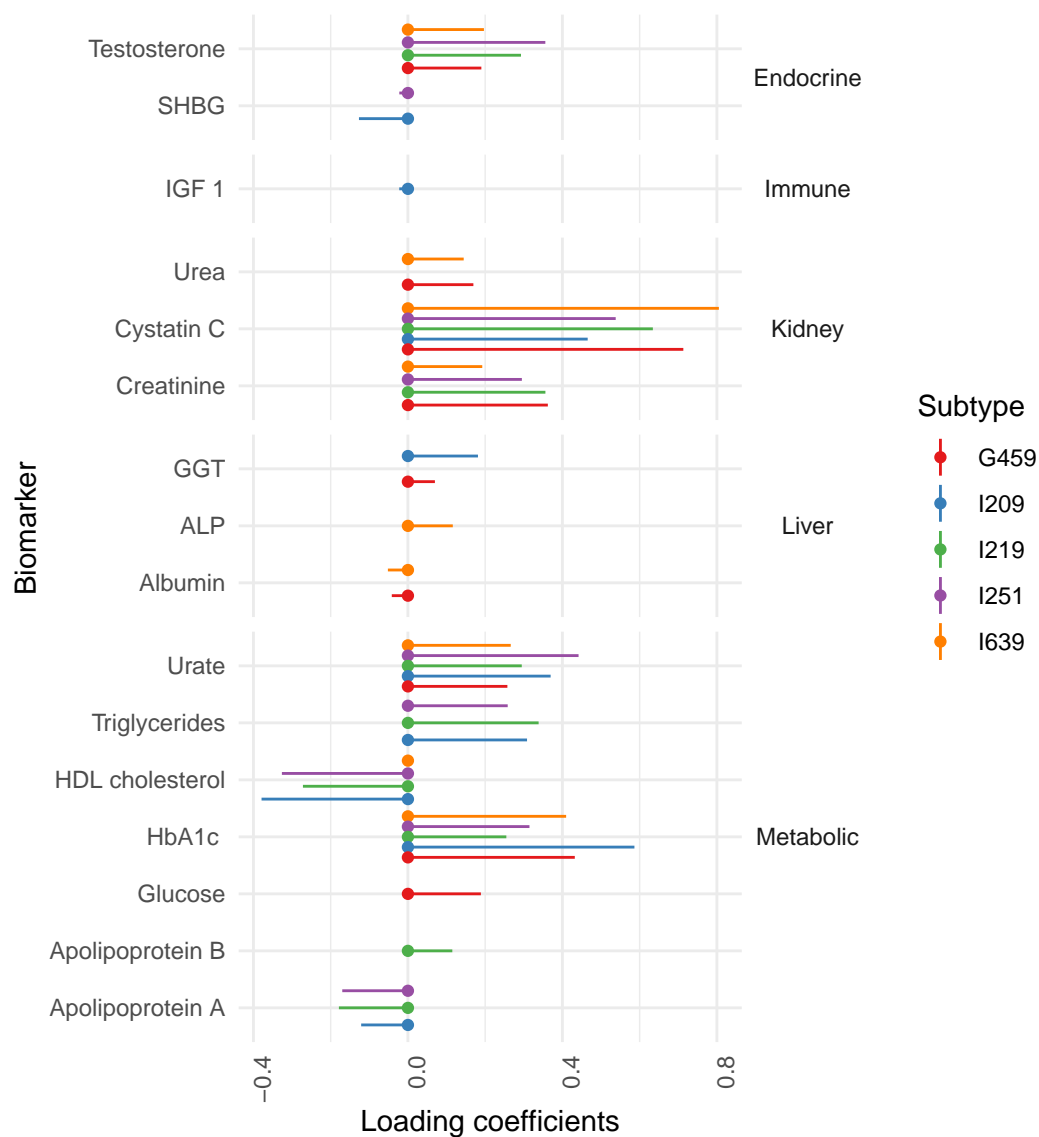 Testosterone
SHBG
Endocrine
IGF 1
Immune
Urea
Cystatin C
Creatinine
Kidney
GGT
ALP
Albumin
Liver
Urate
Triglycerides
HDL cholesterol
HbA1c
Glucose
Apolipoprotein B
Apolipoprotein A
Metabolic
Biomarker
−0.4
0.0
0.4
0.8
Loading coefficients
Subtype
G459
I209
I219
I251
I639